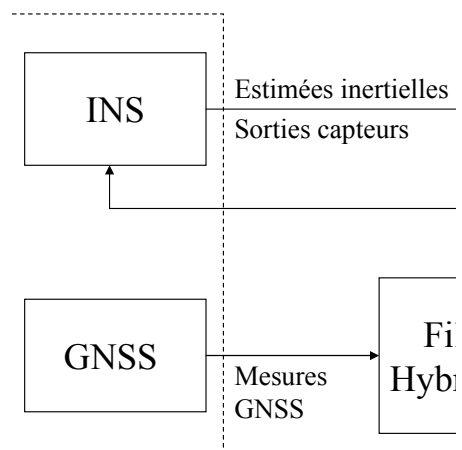 INS
Estimées inertielles
Sorties capteurs
GNSS
Mesures
GNSS